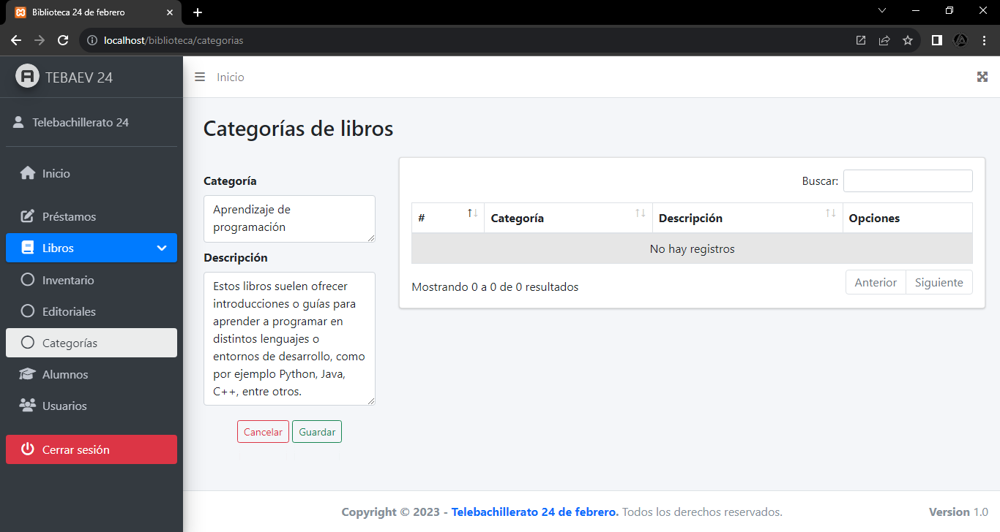 Biblioteca 24 de febrero
localhost/biblioteca/categorias
TEBAEV 24
Inicio
Telebachillerato 24
Inicio
Préstamos
Libros
Inventario
Editoriales
Categorías
Alumnos
Usuarios
Cerrar sesión
Categorías de libros
Categoría
Aprendizaje de
programación
Descripción
Estos libros suelen ofrecer
introducciones o guías para
aprender a programar en
distintos lenguajes o
entornos de desarrollo, como
por ejemplo Python, Java,
C++, entre otros.
Cancelar Guardar
Buscar:
# Categoría Descripción Opciones
No hay registros
Mostrando 0 a 0 de 0 resultados
Anterior Siguiente
Copyright © 2023 - Telebachillerato 24 de febrero. Todos los derechos reservados.
Version 1.0